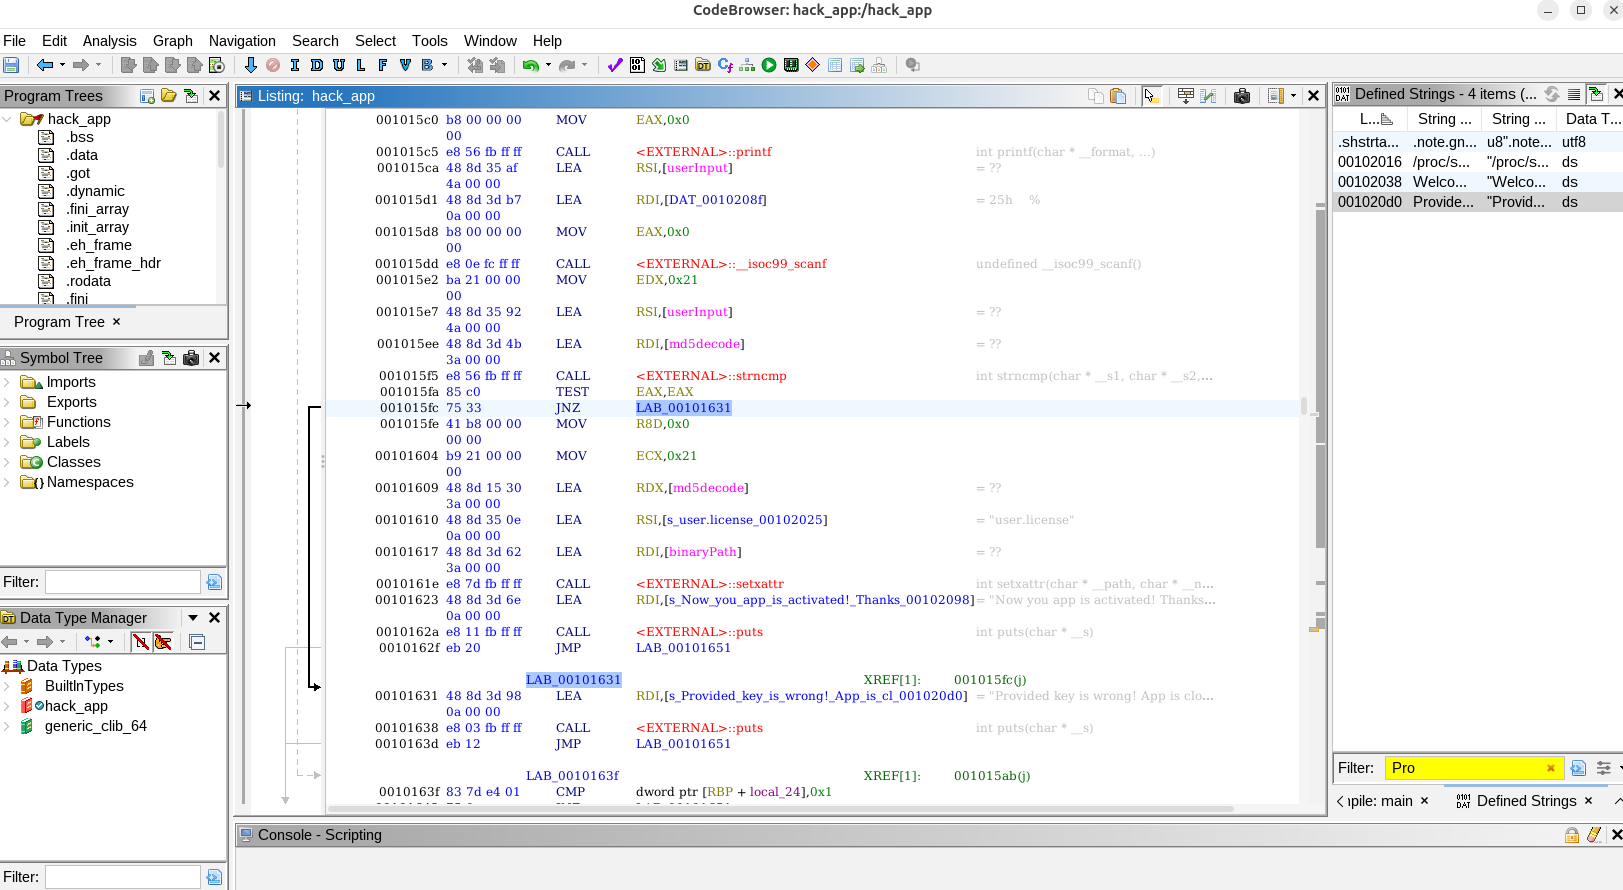 CodeBrowser: hack_app:/hack_app
File Edit Analysis Graph Navigation Search Select Tools Window Help
I D U L F V B
Program Trees
hack_app
.bss
.data
.got
.dynamic
.fini_array
.init_array
.eh_frame
.eh_frame_hdr
.rodata
.fini
Program Tree ×
Symbol Tree
Imports
Exports
Functions
Labels
Classes
Namespaces
Filter:
Data Type Manager
Data Types
BuiltInTypes
hack_app
generic_clib_64
Filter:
Listing: hack_app
001015c0 b8 00 00 00 MOV EAX,0x0
00
001015c5 e8 56 fb ff ff CALL <EXTERNAL>::printf int printf(char * __format, ...)
001015ca 48 8d 35 af LEA RSI,[userInput] = ??
4a 00 00
001015d1 48 8d 3d b7 LEA RDI,[DAT_0010208f] = 25h %
0a 00 00
001015d8 b8 00 00 00 MOV EAX,0x0
00
001015dd e8 0e fc ff ff CALL <EXTERNAL>::__isoc99_scanf undefined __isoc99_scanf()
001015e2 ba 21 00 00 MOV EDX,0x21
00
001015e7 48 8d 35 92 LEA RSI,[userInput] = ??
4a 00 00
001015ee 48 8d 3d 4b LEA RDI,[md5decode] = ??
3a 00 00
001015f5 e8 56 fb ff ff CALL <EXTERNAL>::strncmp int strncmp(char * __s1, char * __s2,...
001015fa 85 c0 TEST EAX,EAX
001015fc 75 33 JNZ LAB_00101631
001015fe 41 b8 00 00 MOV R8D,0x0
00 00
00101604 b9 21 00 00 MOV ECX,0x21
00
00101609 48 8d 15 30 LEA RDX,[md5decode] = ??
3a 00 00
00101610 48 8d 35 0e LEA RSI,[s_user.license_00102025] = "user.license"
0a 00 00
00101617 48 8d 3d 62 LEA RDI,[binaryPath] = ??
3a 00 00
0010161e e8 7d fb ff ff CALL <EXTERNAL>::setxattr int setxattr(char * __path, char * __n...
00101623 48 8d 3d 6e LEA RDI,[s_Now_you_app_is_activated!_Thanks_00102098] = "Now you app is activated! Thanks...
0a 00 00
0010162a e8 11 fb ff ff CALL <EXTERNAL>::puts int puts(char * __s)
0010162f eb 20 JMP LAB_00101651
LAB_00101631 XREF[1]: 001015fc(j)
00101631 48 8d 3d 98 LEA RDI,[s_Provided_key_is_wrong!_App_is_cl_001020d0] = "Provided key is wrong! App is clo...
0a 00 00
00101638 e8 03 fb ff ff CALL <EXTERNAL>::puts int puts(char * __s)
0010163d eb 12 JMP LAB_00101651
LAB_0010163f XREF[1]: 001015ab(j)
0010163f 83 7d e4 01 CMP dword ptr [RBP + local_24],0x1
Console - Scripting
Defined Strings - 4 items (...
L... String ... String ... Data T...
.shstrta... .note.gn... u8".note... utf8
00102016 /proc/s... "/proc/s... ds
00102038 Welco... "Welco... ds
001020d0 Provide... "Provid... ds
Filter: Pro
pile: main × Defined Strings ×